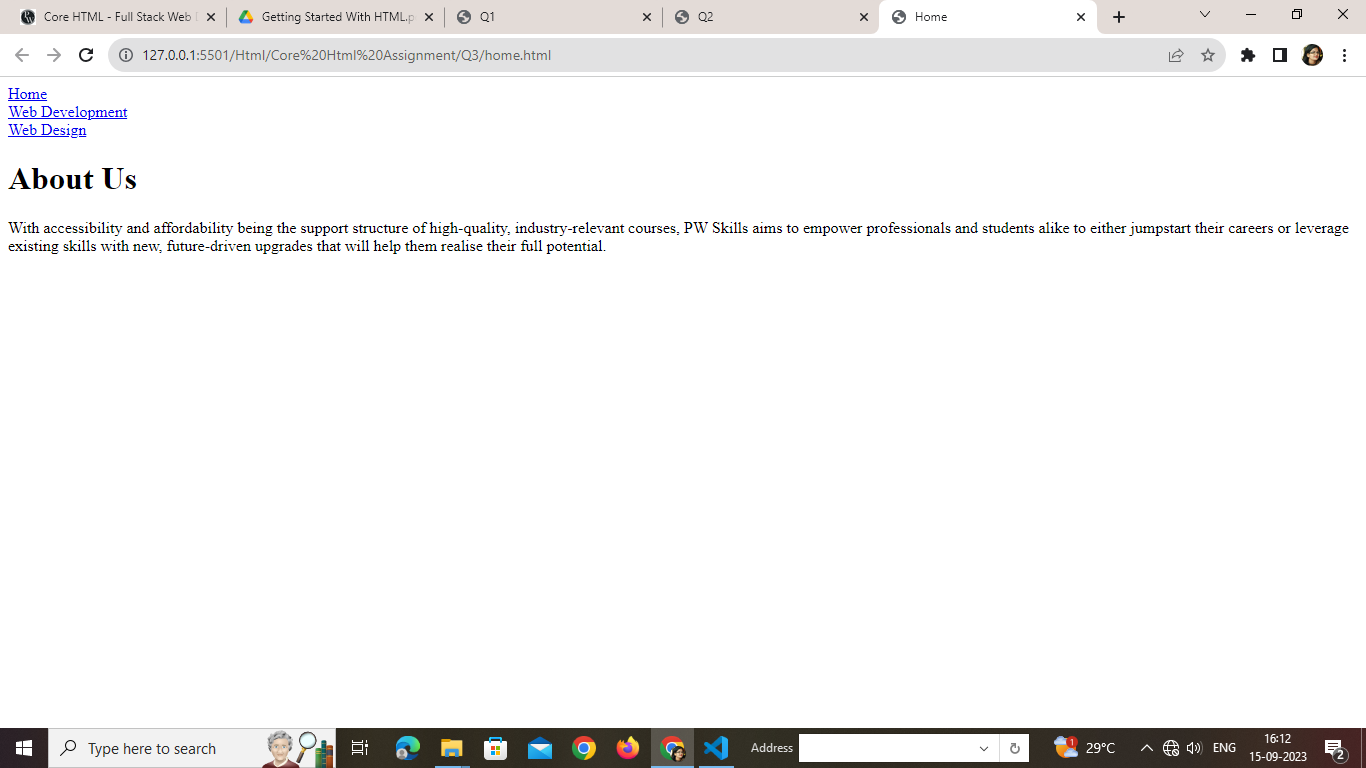 Core HTML - Full Stack Web
Getting Started With HTML.p
Q1
Q2
Home
127.0.0.1:5501/Html/Core%20Html%20Assignment/Q3/home.html
Home
Web Development
Web Design
About Us
With accessibility and affordability being the support structure of high-quality, industry-relevant courses, PW Skills aims to empower professionals and students alike to either jumpstart their careers or leverage
existing skills with new, future-driven upgrades that will help them realise their full potential.
Type here to search
Address
1
29°C
ENG
16:12
15-09-2023
2